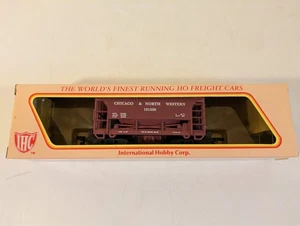 THE WORLD'S FINEST RUNNING HO FREIGHT CARS
CHICAGO & NORTH WESTERN
IHC
International Hobby Corp.